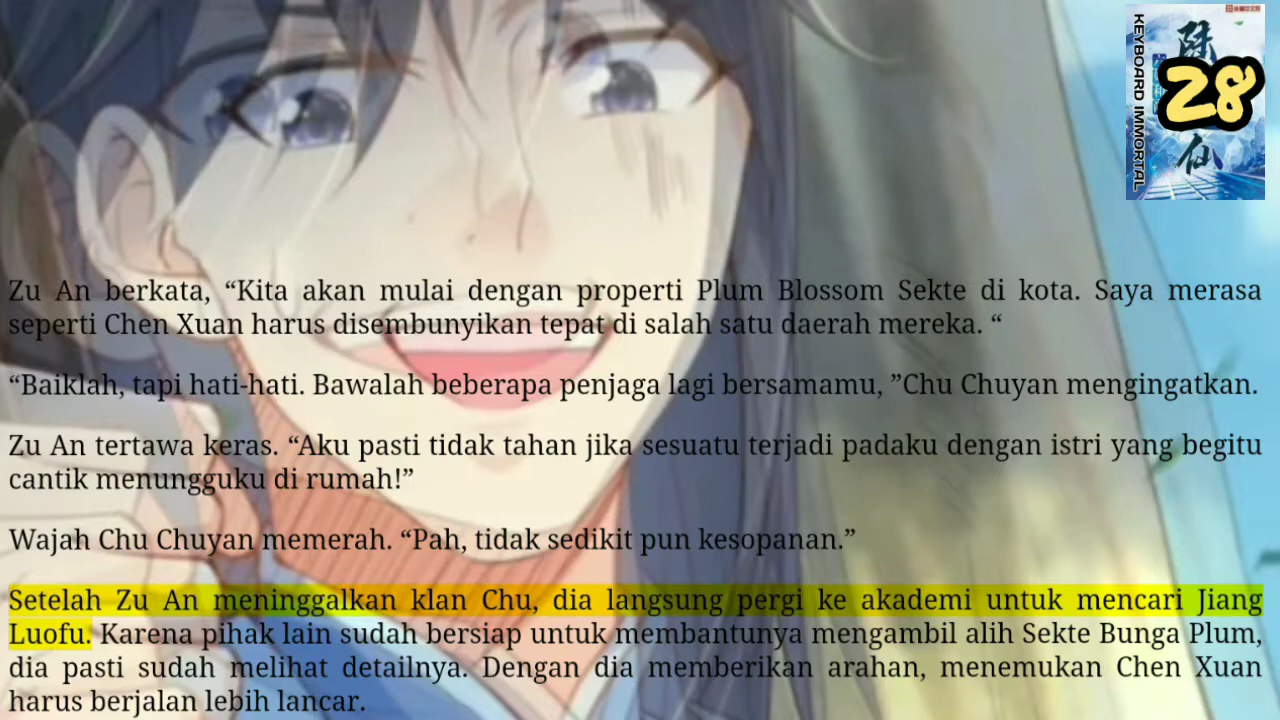 KEYBOARD IMMORTAL
28
仙
Zu An berkata, “Kita akan mulai dengan properti Plum Blossom Sekte di kota. Saya merasa
seperti Chen Xuan harus disembunyikan tepat di salah satu daerah mereka. “
“Baiklah, tapi hati-hati. Bawalah beberapa penjaga lagi bersamamu, ”Chu Chuyan mengingatkan.
Zu An tertawa keras. “Aku pasti tidak tahan jika sesuatu terjadi padaku dengan istri yang begitu
cantik menungguku di rumah!”
Wajah Chu Chuyan memerah. “Pah, tidak sedikit pun kesopanan.”
Setelah Zu An meninggalkan klan Chu, dia langsung pergi ke akademi untuk mencari Jiang
Luofu. Karena pihak lain sudah bersiap untuk membantunya mengambil alih Sekte Bunga Plum,
dia pasti sudah melihat detailnya. Dengan dia memberikan arahan, menemukan Chen Xuan
harus berjalan lebih lancar.